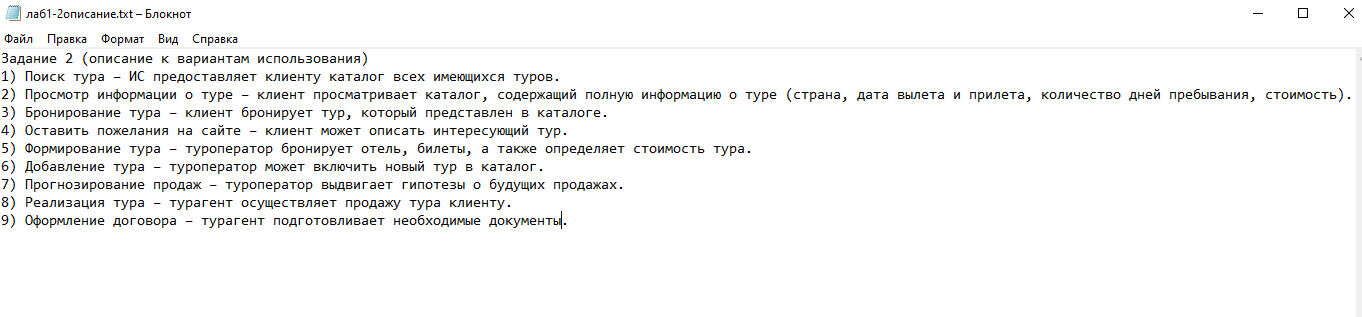 лаб1-2описание.txt – Блокнот
Файл Правка Формат Вид Справка
Задание 2 (описание к вариантам использования)
1) Поиск тура – ИС предоставляет клиенту каталог всех имеющихся туров.
2) Просмотр информации о туре – клиент просматривает каталог, содержащий полную информацию о туре (страна, дата вылета и прилета, количество дней пребывания, стоимость).
3) Бронирование тура – клиент бронирует тур, который представлен в каталоге.
4) Оставить пожелания на сайте – клиент может описать интересующий тур.
5) Формирование тура – туроператор бронирует отель, билеты, а также определяет стоимость тура.
6) Добавление тура – туроператор может включить новый тур в каталог.
7) Прогнозирование продаж – туроператор выдвигает гипотезы о будущих продажах.
8) Реализация тура – турагент осуществляет продажу тура клиенту.
9) Оформление договора – турагент подготовливает необходимые документы.